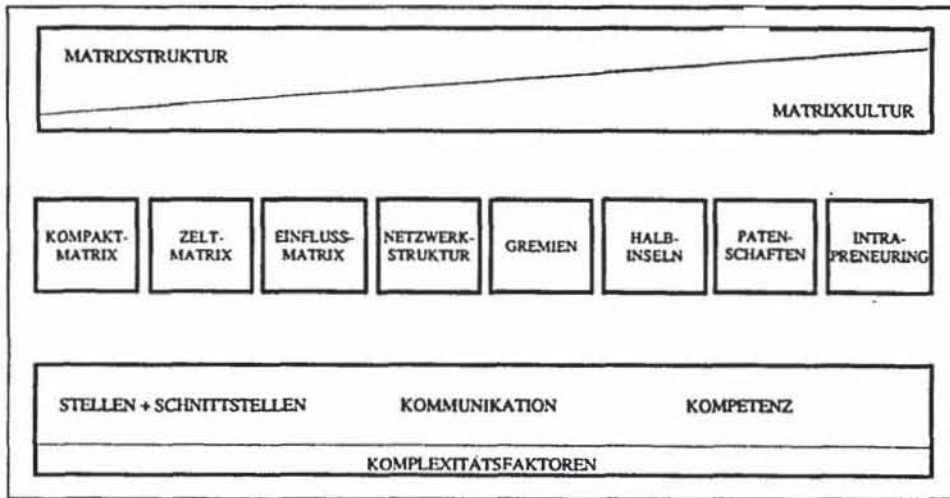 MATRIXSTRUKTUR
MATRIXKULTUR
KOMPAKT-
MATRIX
ZELT-
MATRIX
EINFLUSS-
MATRIX
NETZWERK-
STRUKTUR
GREMIEN
HALB-
INSELN
PATEN-
SCHAFTEN
INTRA-
PRENEURING
STELLEN + SCHNITTSTELLEN
KOMMUNIKATION
KOMPETENZ
KOMPLEXITÄTSFAKTOREN